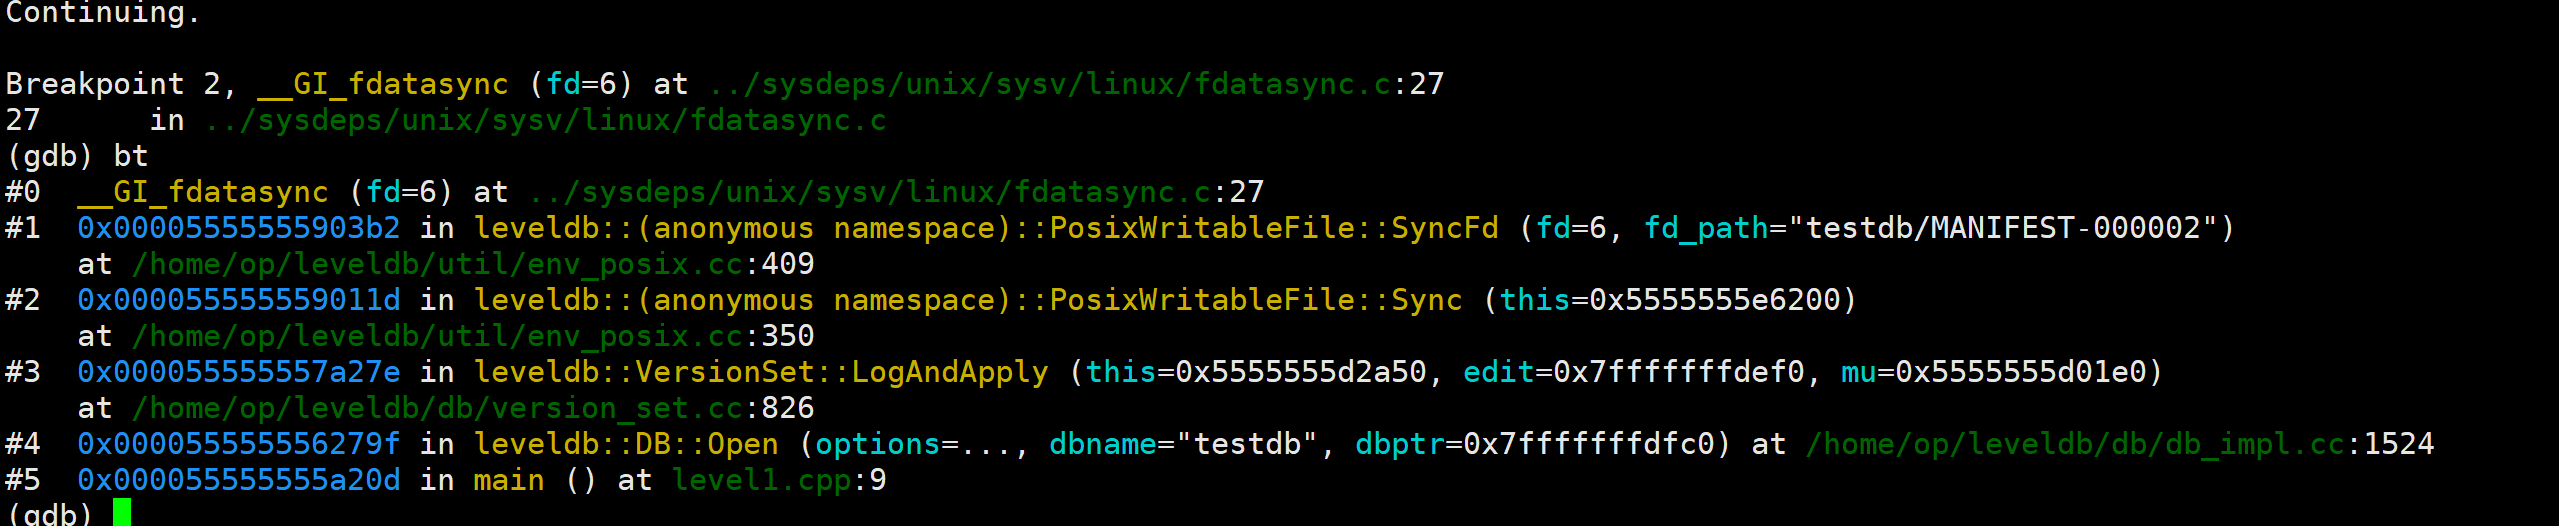 Continuing.
Breakpoint 2, __GI_fdatasync (fd=6) at ../sysdeps/unix/sysv/linux/fdatasync.c:27
27      in ../sysdeps/unix/sysv/linux/fdatasync.c
(gdb) bt
#0  __GI_fdatasync (fd=6) at ../sysdeps/unix/sysv/linux/fdatasync.c:27
#1  0x00005555555903b2 in leveldb::(anonymous namespace)::PosixWritableFile::SyncFd (fd=6, fd_path="testdb/MANIFEST-000002")
    at /home/op/leveldb/util/env_posix.cc:409
#2  0x000055555559011d in leveldb::(anonymous namespace)::PosixWritableFile::Sync (this=0x5555555e6200)
    at /home/op/leveldb/util/env_posix.cc:350
#3  0x000055555557a27e in leveldb::VersionSet::LogAndApply (this=0x5555555d2a50, edit=0x7fffffffdef0, mu=0x5555555d01e0)
    at /home/op/leveldb/db/version_set.cc:826
#4  0x000055555556279f in leveldb::DB::Open (options=..., dbname="testdb", dbptr=0x7fffffffdfc0) at /home/op/leveldb/db/db_impl.cc:1524
#5  0x000055555555a20d in main () at level1.cpp:9
(gdb)